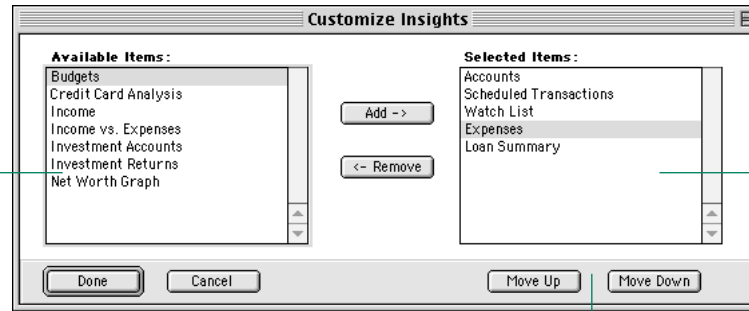 Customize Insights
Available Items:
Budgets
Credit Card Analysis
Income
Income vs. Expenses
Investment Accounts
Investment Returns
Net Worth Graph
Add ->
<- Remove
Selected Items:
Accounts
Scheduled Transactions
Watch List
Expenses
Loan Summary
Done
Cancel
Move Up
Move Down